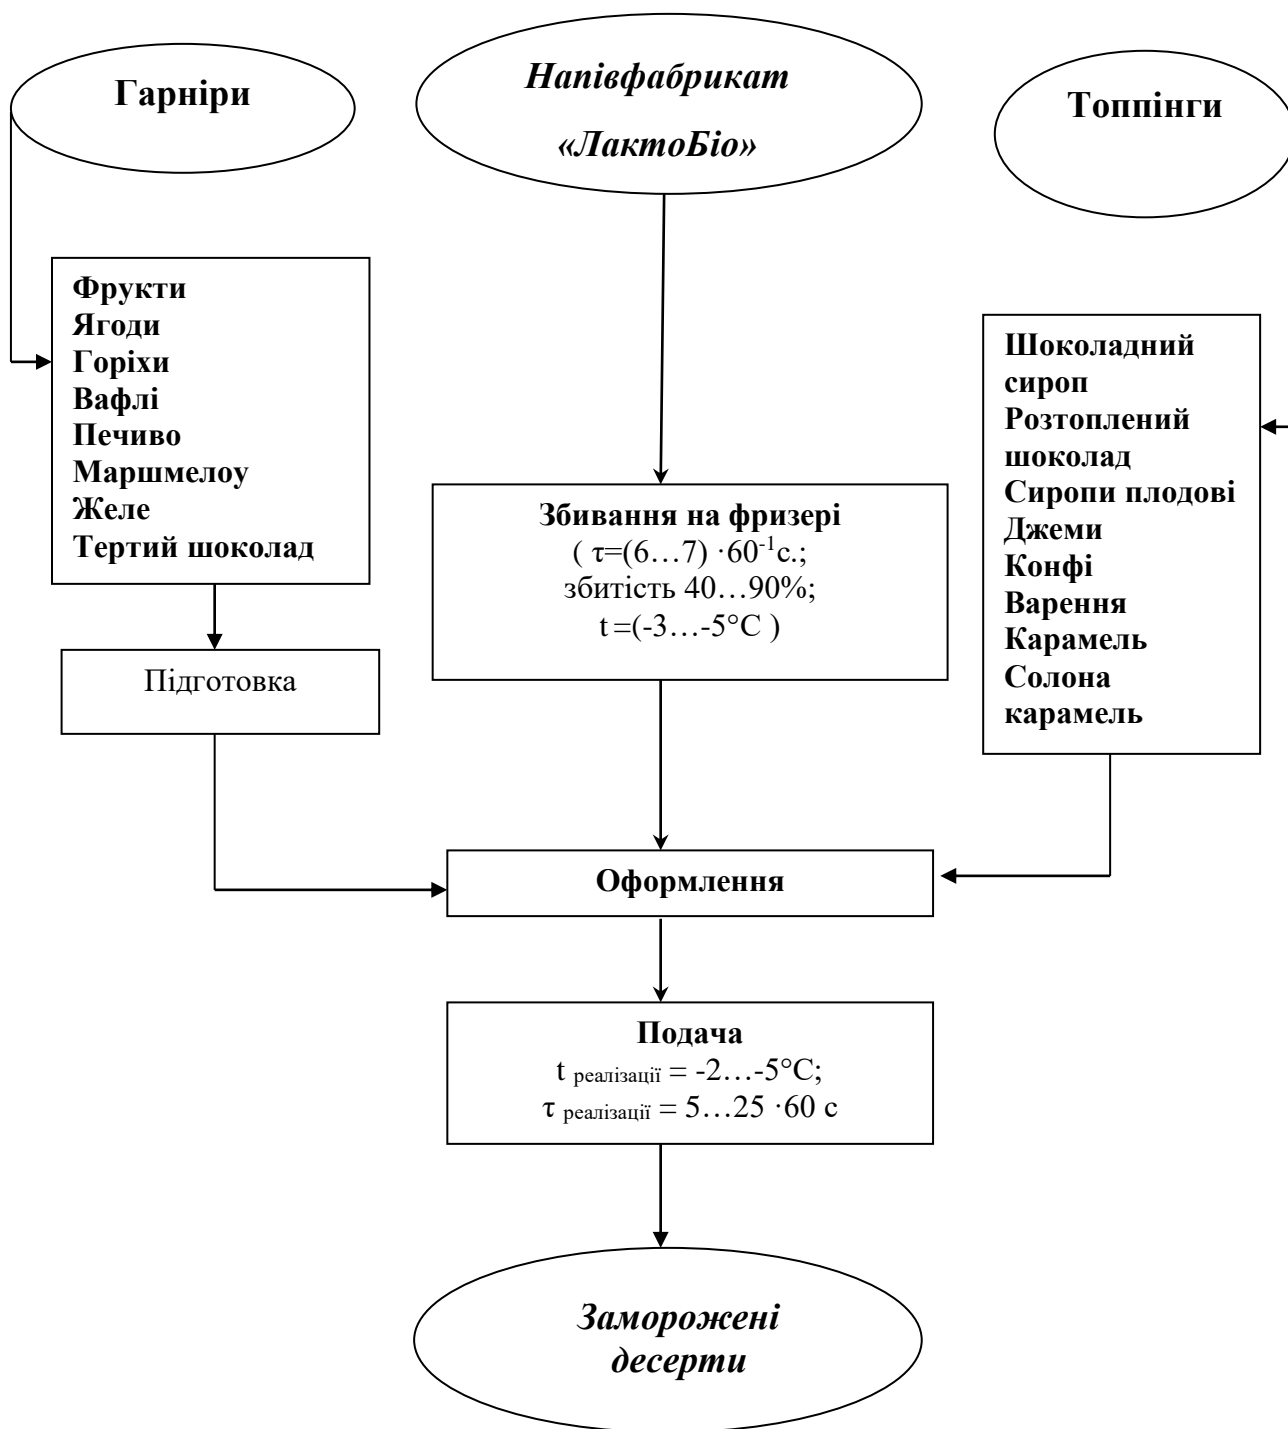 Гарніри
Напівфабрикат
«ЛактоБіо»
Топпінги
Фрукти
Ягоди
Горіхи
Вафлі
Печиво
Маршмелоу
Желе
Тертий шоколад
Підготовка
Збивання на фризері
( τ=(6…7) ·60⁻¹с.;
збитість 40…90%;
t =(-3…-5°С )
Шоколадний
сироп
Розтоплений
шоколад
Сиропи плодові
Джеми
Конфі
Варення
Карамель
Солона
карамель
Оформлення
Подача
t реалізації = -2…-5°С;
τ реалізації = 5…25 ·60 с
Заморожені
десерти